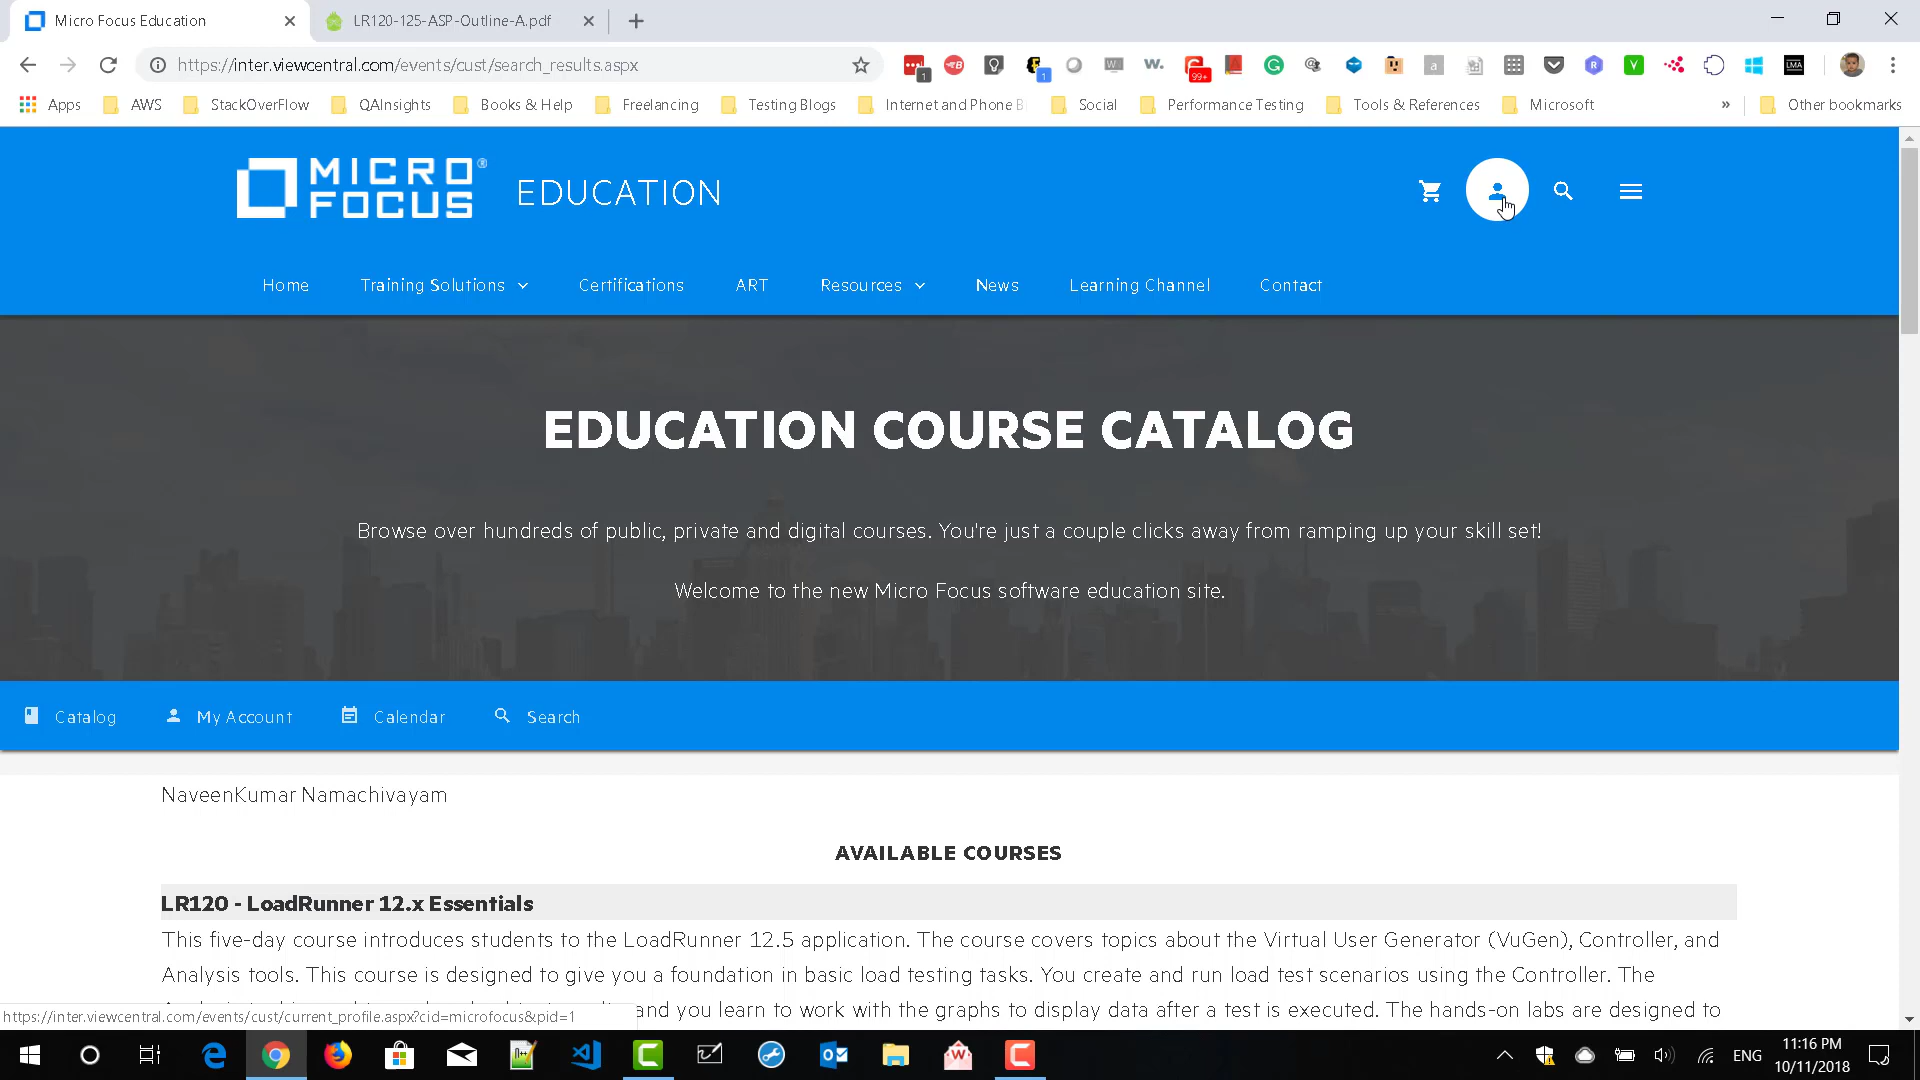 Micro Focus Education
LR120-125-ASP-Outline-A.pdf
https://inter.viewcentral.com/events/cust/search_results.aspx
1
1
99+
LMA
Apps
AWS
StackOverFlow
QAInsights
Books & Help
Freelancing
Testing Blogs
Internet and Phone B
Social
Performance Testing
Tools & References
Microsoft
Other bookmarks
MICRO
FOCUS®
EDUCATION
Home
Training Solutions
Certifications
ART
Resources
News
Learning Channel
Contact
EDUCATION COURSE CATALOG
Browse over hundreds of public, private and digital courses. You're just a couple clicks away from ramping up your skill set!
Welcome to the new Micro Focus software education site.
Catalog
My Account
Calendar
Search
NaveenKumar Namachivayam
AVAILABLE COURSES
LR120 - LoadRunner 12.x Essentials
This five-day course introduces students to the LoadRunner 12.5 application. The course covers topics about the Virtual User Generator (VuGen), Controller, and
Analysis tools. This course is designed to give you a foundation in basic load testing tasks. You create and run load test scenarios using the Controller. The
and you learn to work with the graphs to display data after a test is executed. The hands-on labs are designed to
https://inter.viewcentral.com/events/cust/current_profile.aspx?cid=microfocus&pid=1
ENG
11:16 PM
10/11/2018